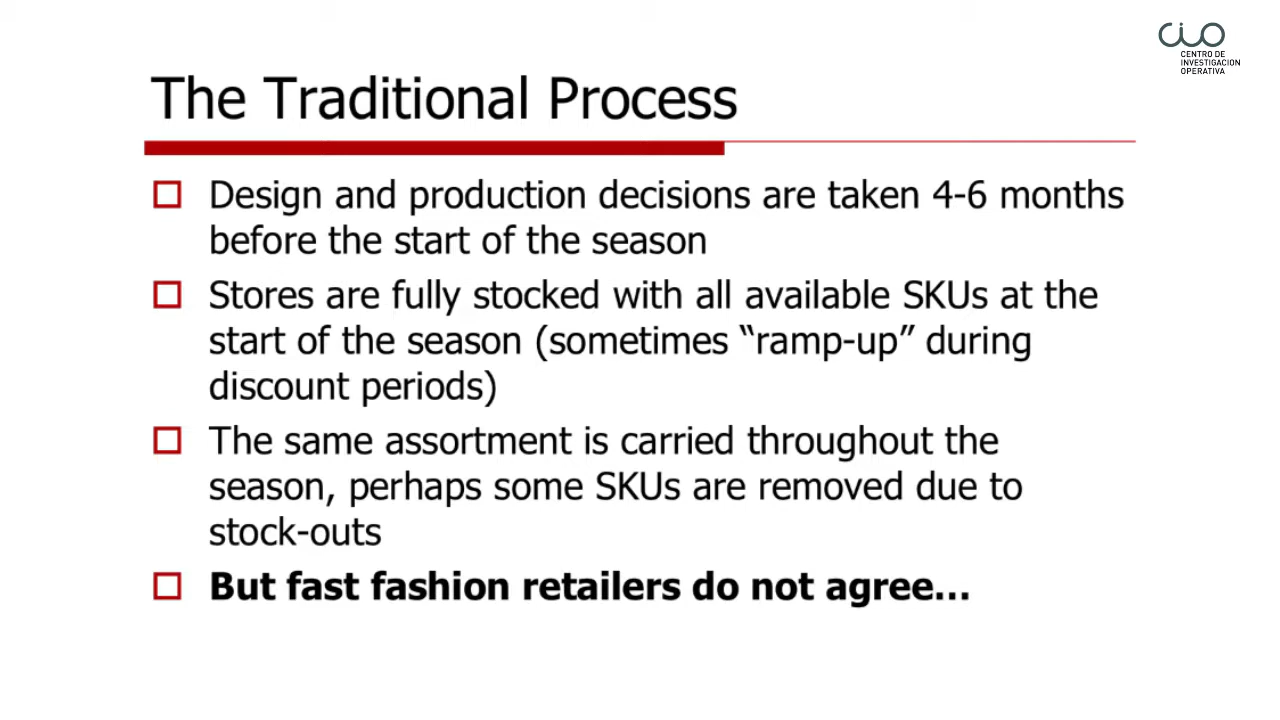 CIO
CENTRO DE
INVESTIGACION
OPERATIVA
The Traditional Process
Design and production decisions are taken 4-6 months
before the start of the season
Stores are fully stocked with all available SKUs at the
start of the season (sometimes “ramp-up” during
discount periods)
The same assortment is carried throughout the
season, perhaps some SKUs are removed due to
stock-outs
But fast fashion retailers do not agree…